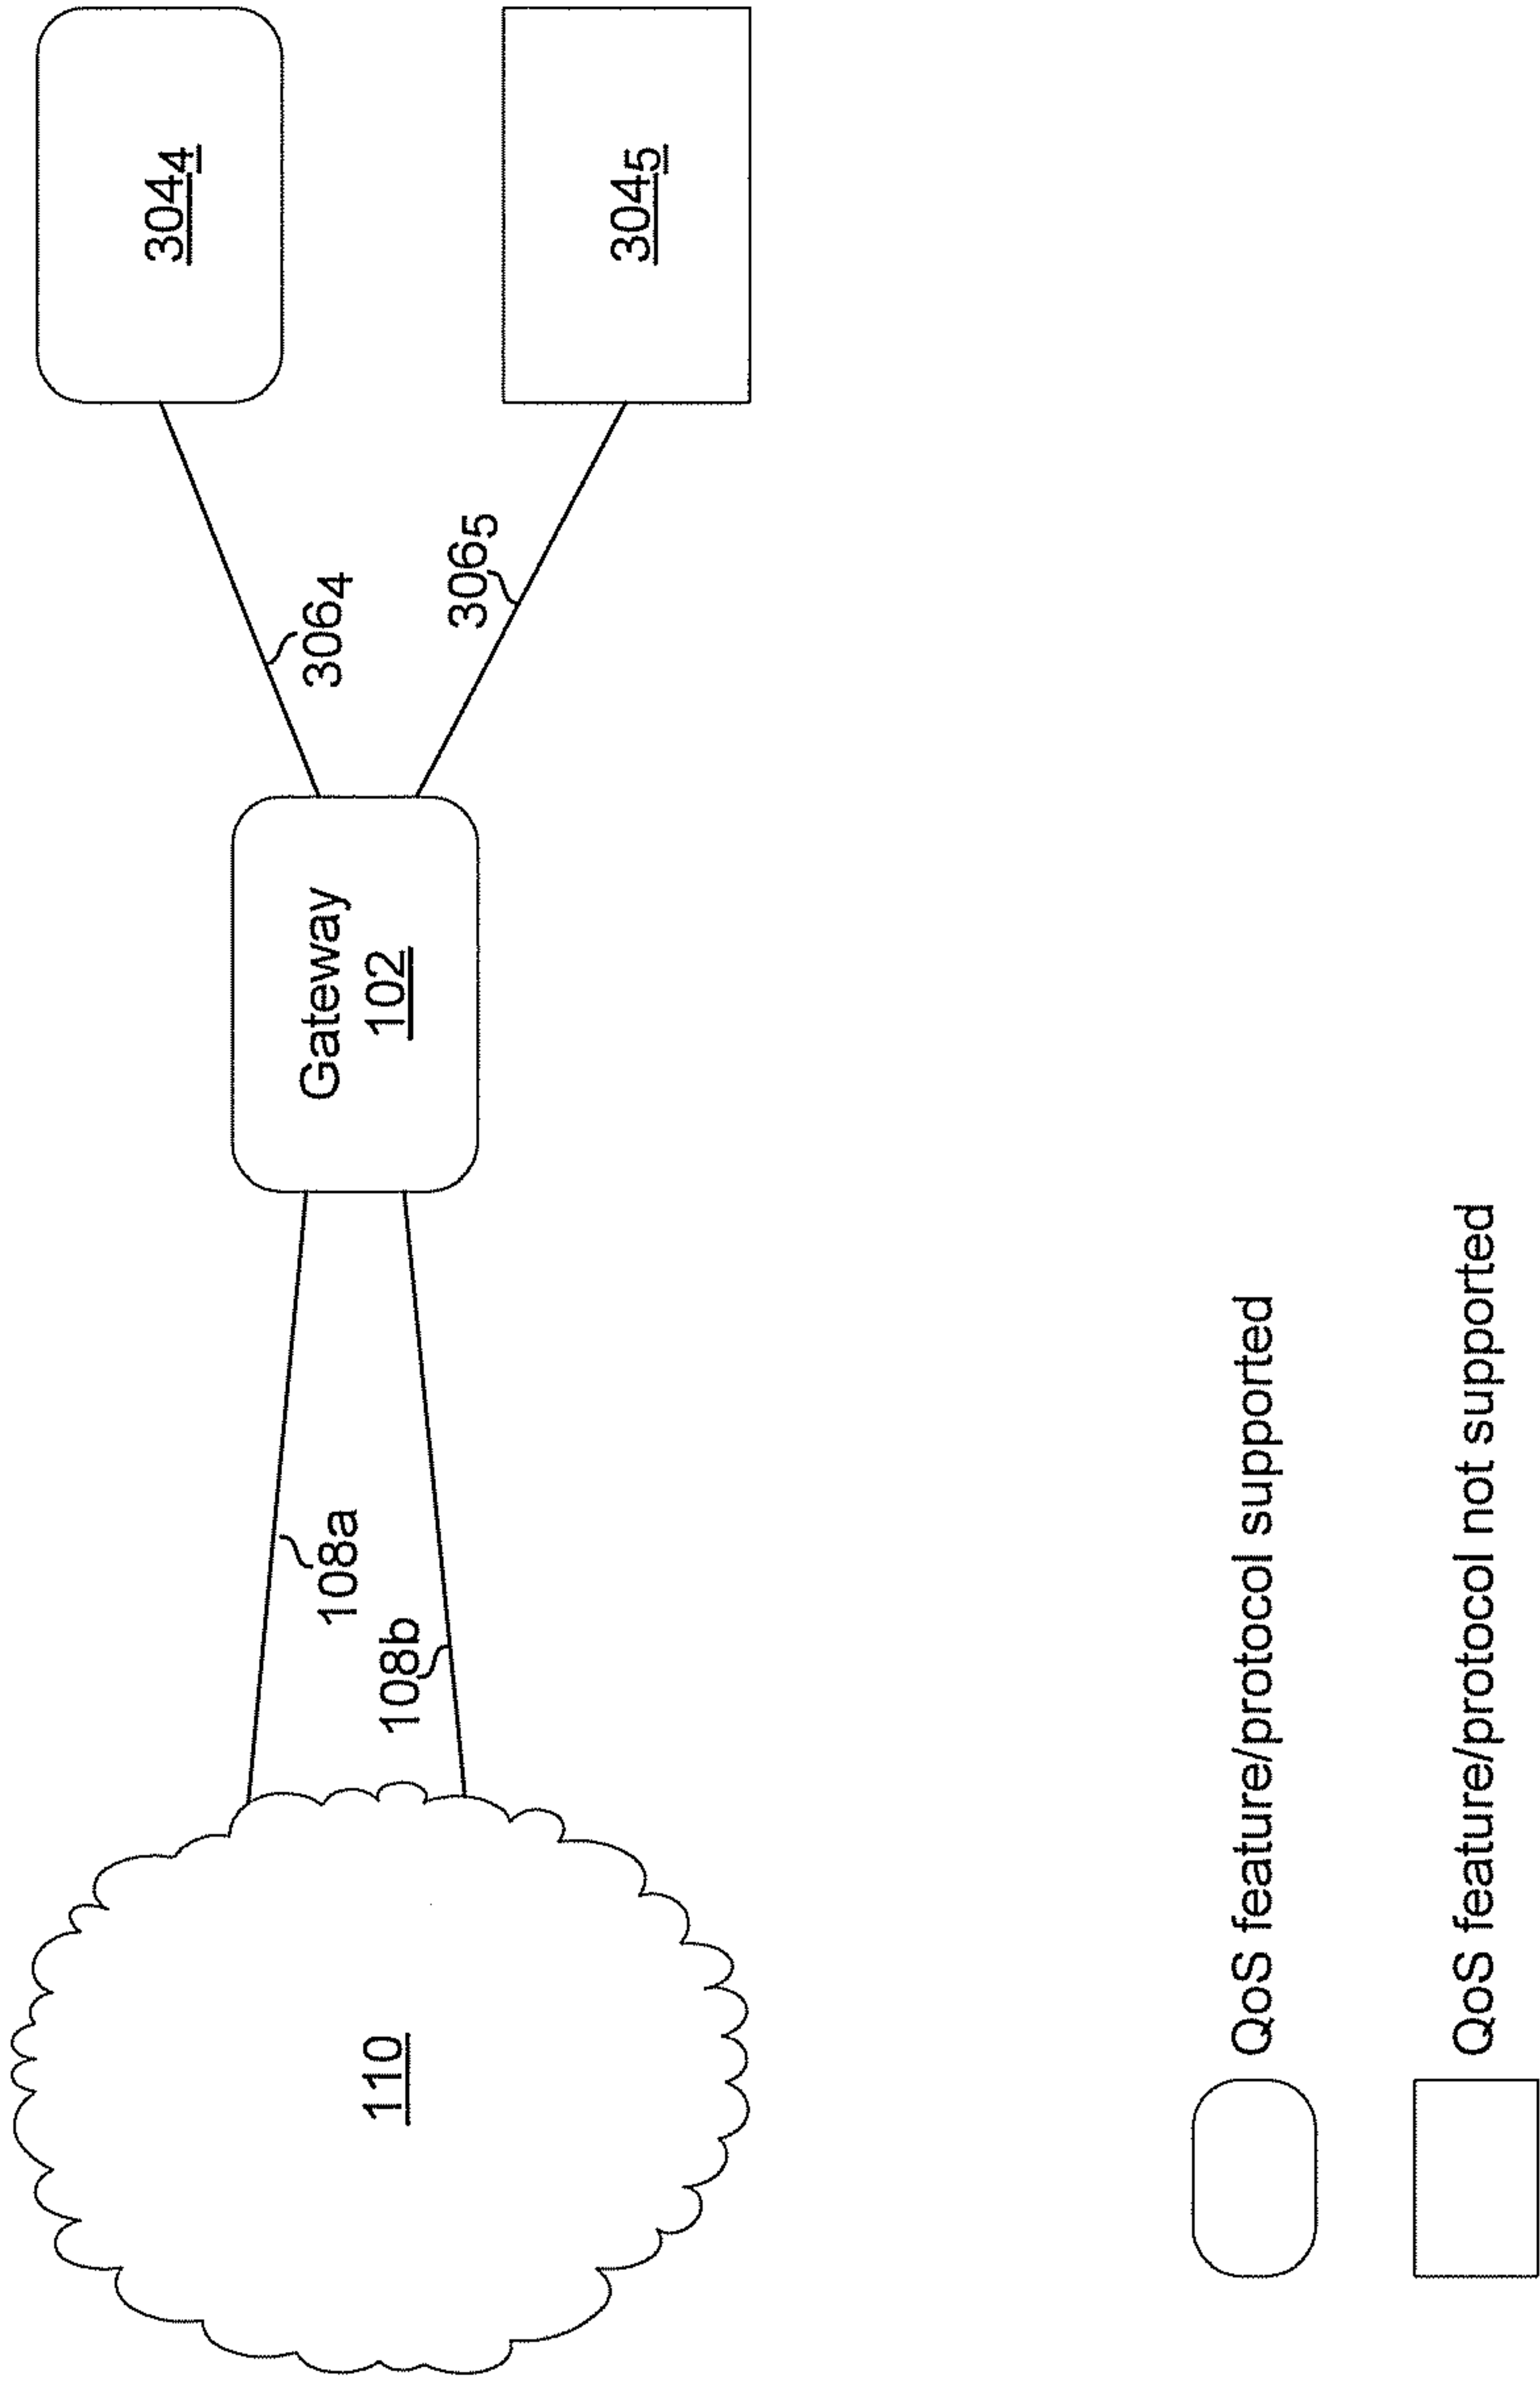 304₄
306₄
Gateway
102
108a
110
108b
306₅
304₅
QoS feature/protocol supported
QoS feature/protocol not supported